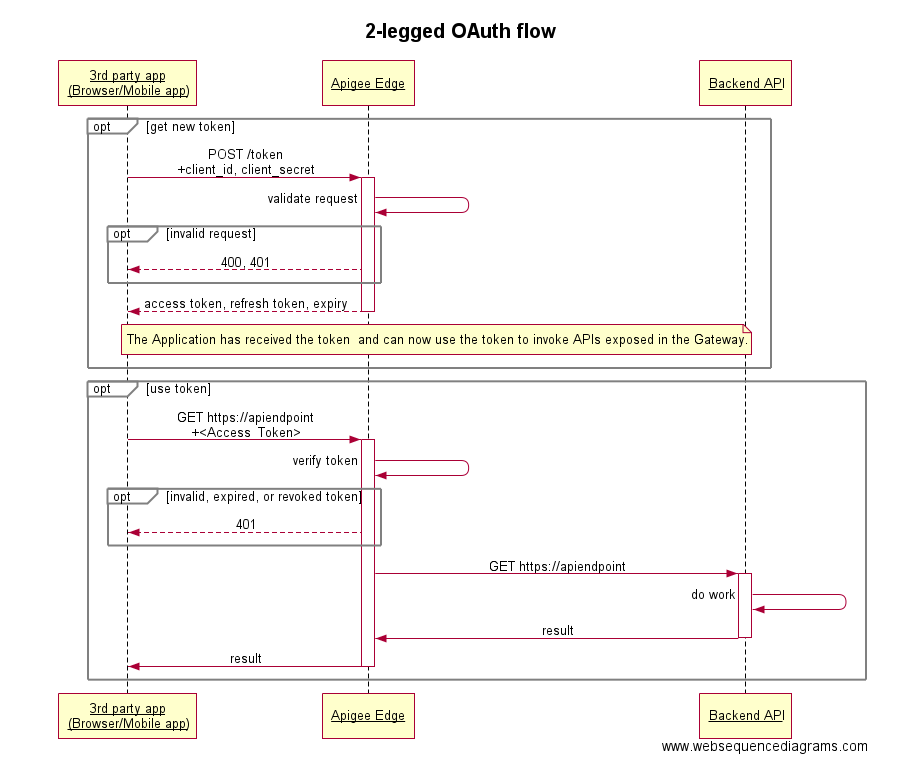 2-legged OAuth flow
3rd party app
(Browser/Mobile app)
Apigee Edge
Backend API
opt
[get new token]
POST /token
+client_id, client_secret
validate request
opt
[invalid request]
400, 401
access token, refresh token, expiry
The Application has received the token  and can now use the token to invoke APIs exposed in the Gateway.
opt
[use token]
GET https://apiendpoint
+<Access Token>
verify token
opt
[invalid, expired, or revoked token]
401
GET https://apiendpoint
do work
result
result
3rd party app
(Browser/Mobile app)
Apigee Edge
Backend API
www.websequencediagrams.com